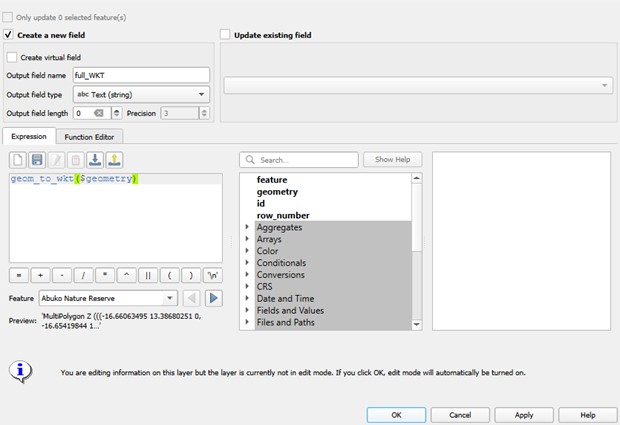 Only update 0 selected feature(s)
Create a new field
Update existing field
Create virtual field
Output field name full_WKT
Output field type abc Text (string)
Output field length 0 Precision 3
Expression Function Editor
Search... Show Help
geom_to_wkt($geometry)
feature
geometry
id
row_number
Aggregates
Arrays
Color
Conditionals
Conversions
CRS
Date and Time
Fields and Values
Files and Paths
= + - / * ^ || ( ) '\n'
Feature Abuko Nature Reserve
Preview: 'MultiPolygon Z (((-16.66063495 13.38680251 0,
-16.65419844 1...'
You are editing information on this layer but the layer is currently not in edit mode. If you click OK, edit mode will automatically be turned on.
OK Cancel Apply Help